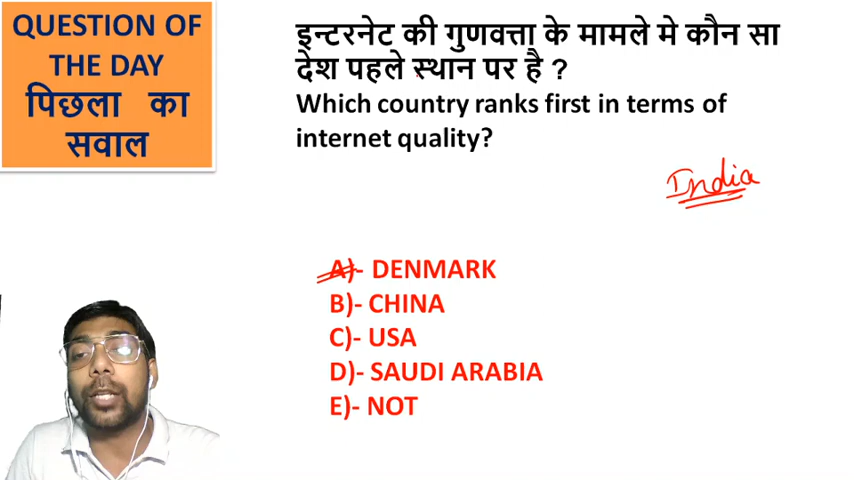 QUESTION OF
THE DAY
पिछला का
सवाल
इन्टरनेट की गुणवत्ता के मामले मे कौन सा
देश पहले स्थान पर है ?
Which country ranks first in terms of
internet quality?
India
A)- DENMARK
B)- CHINA
C)- USA
D)- SAUDI ARABIA
E)- NOT